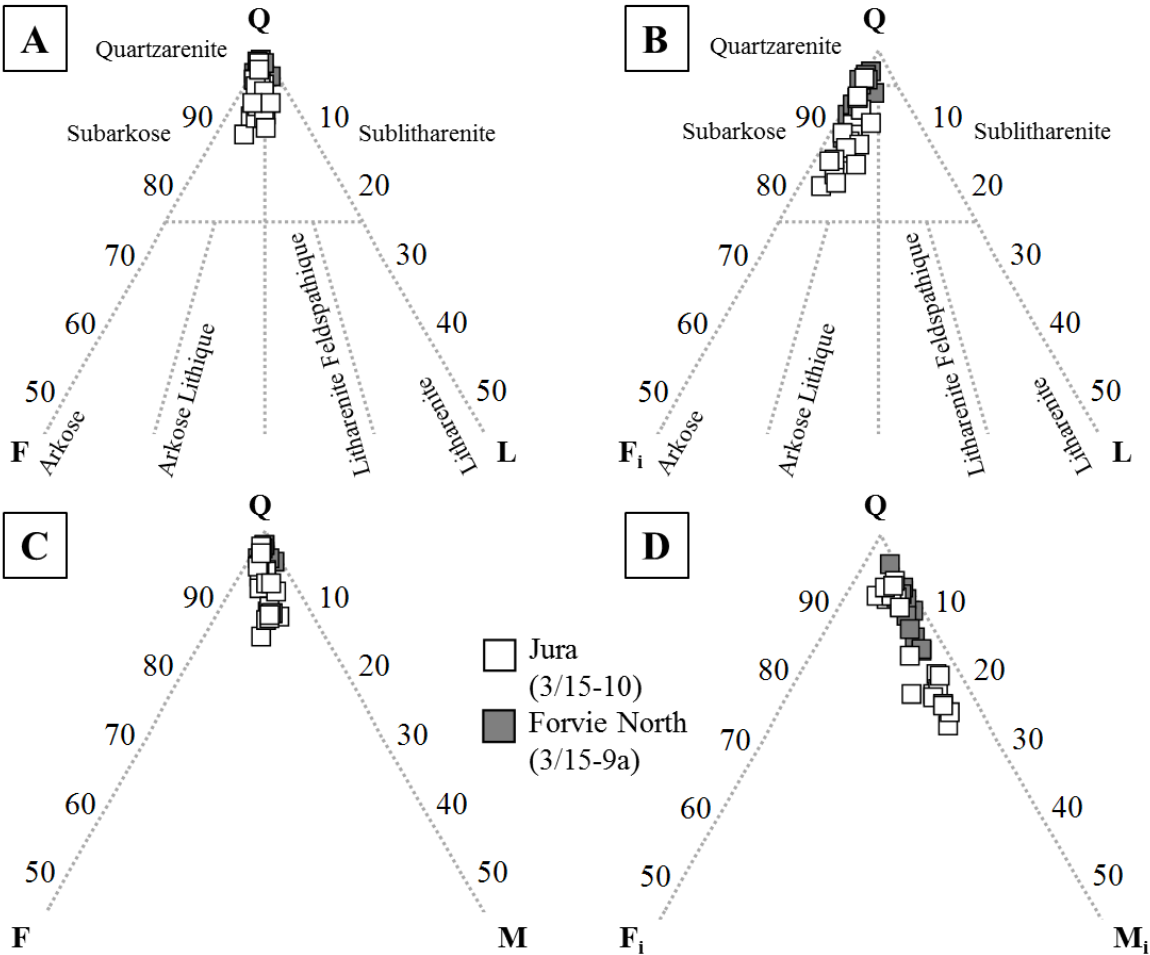 A
Q
Quartzarenite
90
10
Subarkose
Sublitharenite
80
20
70
30
60
40
50
50
Arkose
Arkose Lithique
Litharenite Feldspathique
Litharenite
F
L
B
Q
Quartzarenite
90
10
Subarkose
Sublitharenite
80
20
70
30
60
40
50
50
Arkose
Arkose Lithique
Litharenite Feldspathique
Litharenite
Fi
L
C
Q
90
10
80
20
70
30
60
40
50
50
F
M
Jura
(3/15-10)
Forvie North
(3/15-9a)
D
Q
90
10
80
20
70
30
60
40
50
50
Fi
Mi